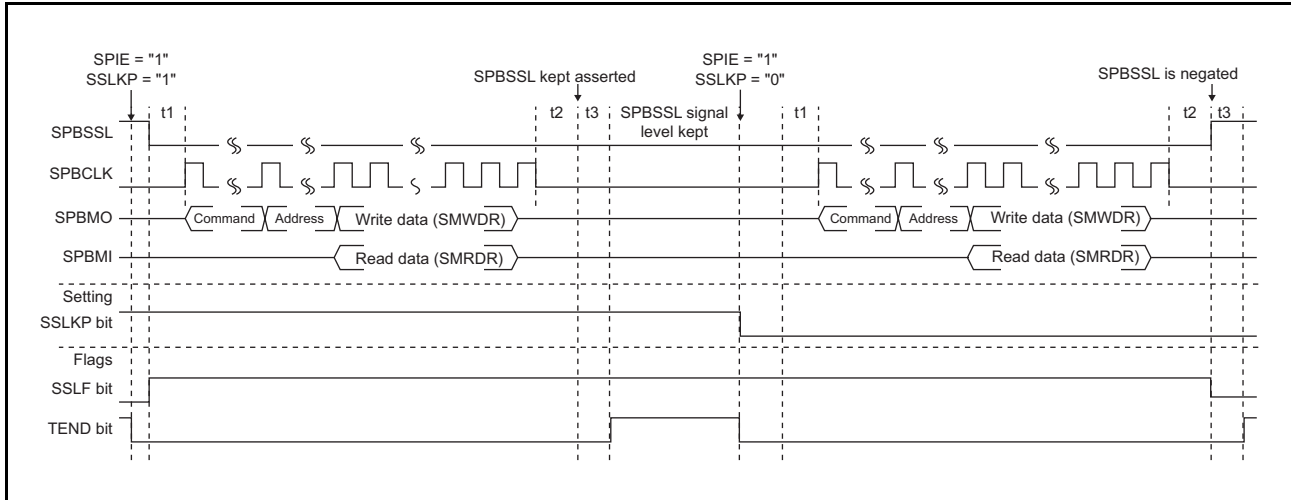 SPIE = "1"
SSLKP = "1"
SPBSSL kept asserted
SPIE = "1"
SSLKP = "0"
SPBSSL is negated
t1
t2
t3
SPBSSL signal
level kept
t1
t2
t3
SPBSSL
SPBCLK
SPBMO
Command
Address
Write data (SMWDR)
Command
Address
Write data (SMWDR)
SPBMI
Read data (SMRDR)
Read data (SMRDR)
Setting
SSLKP bit
Flags
SSLF bit
TEND bit